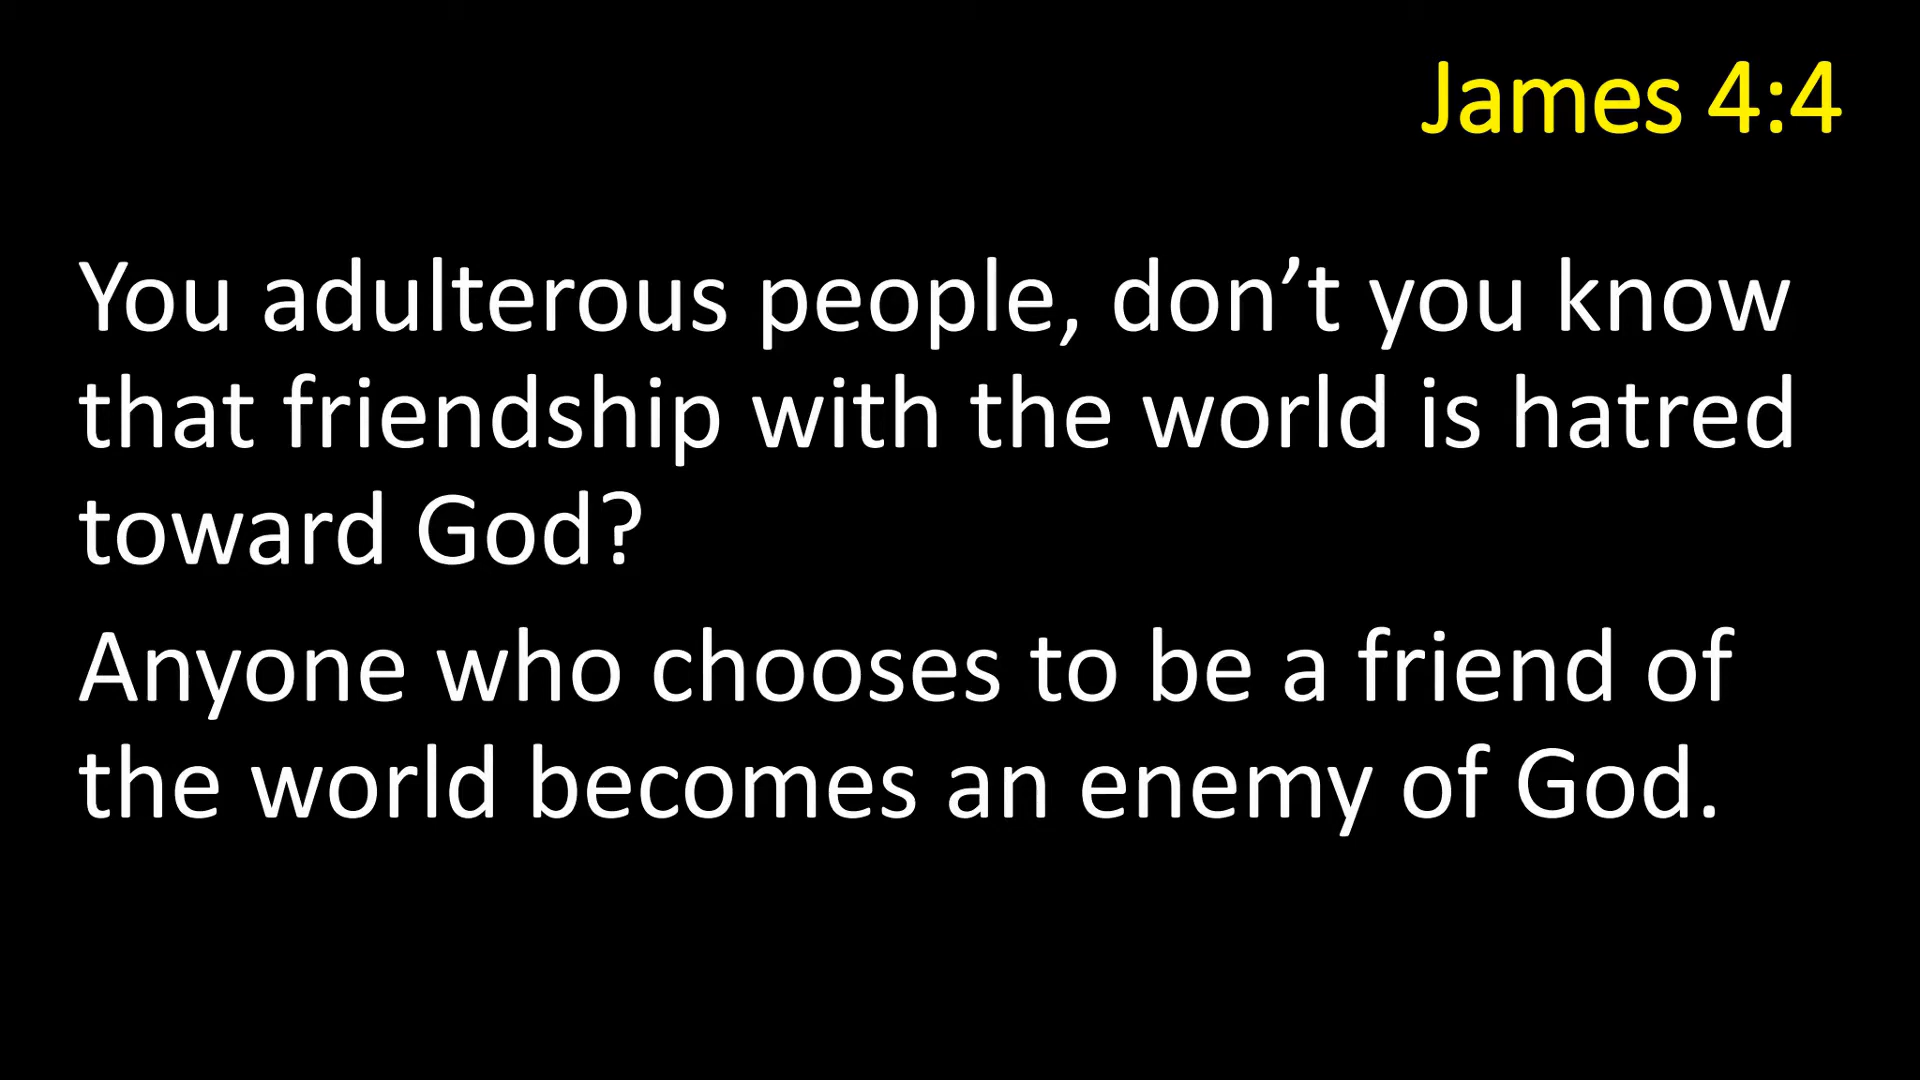 James 4:4
You adulterous people, don’t you know
that friendship with the world is hatred
toward God?
Anyone who chooses to be a friend of
the world becomes an enemy of God.